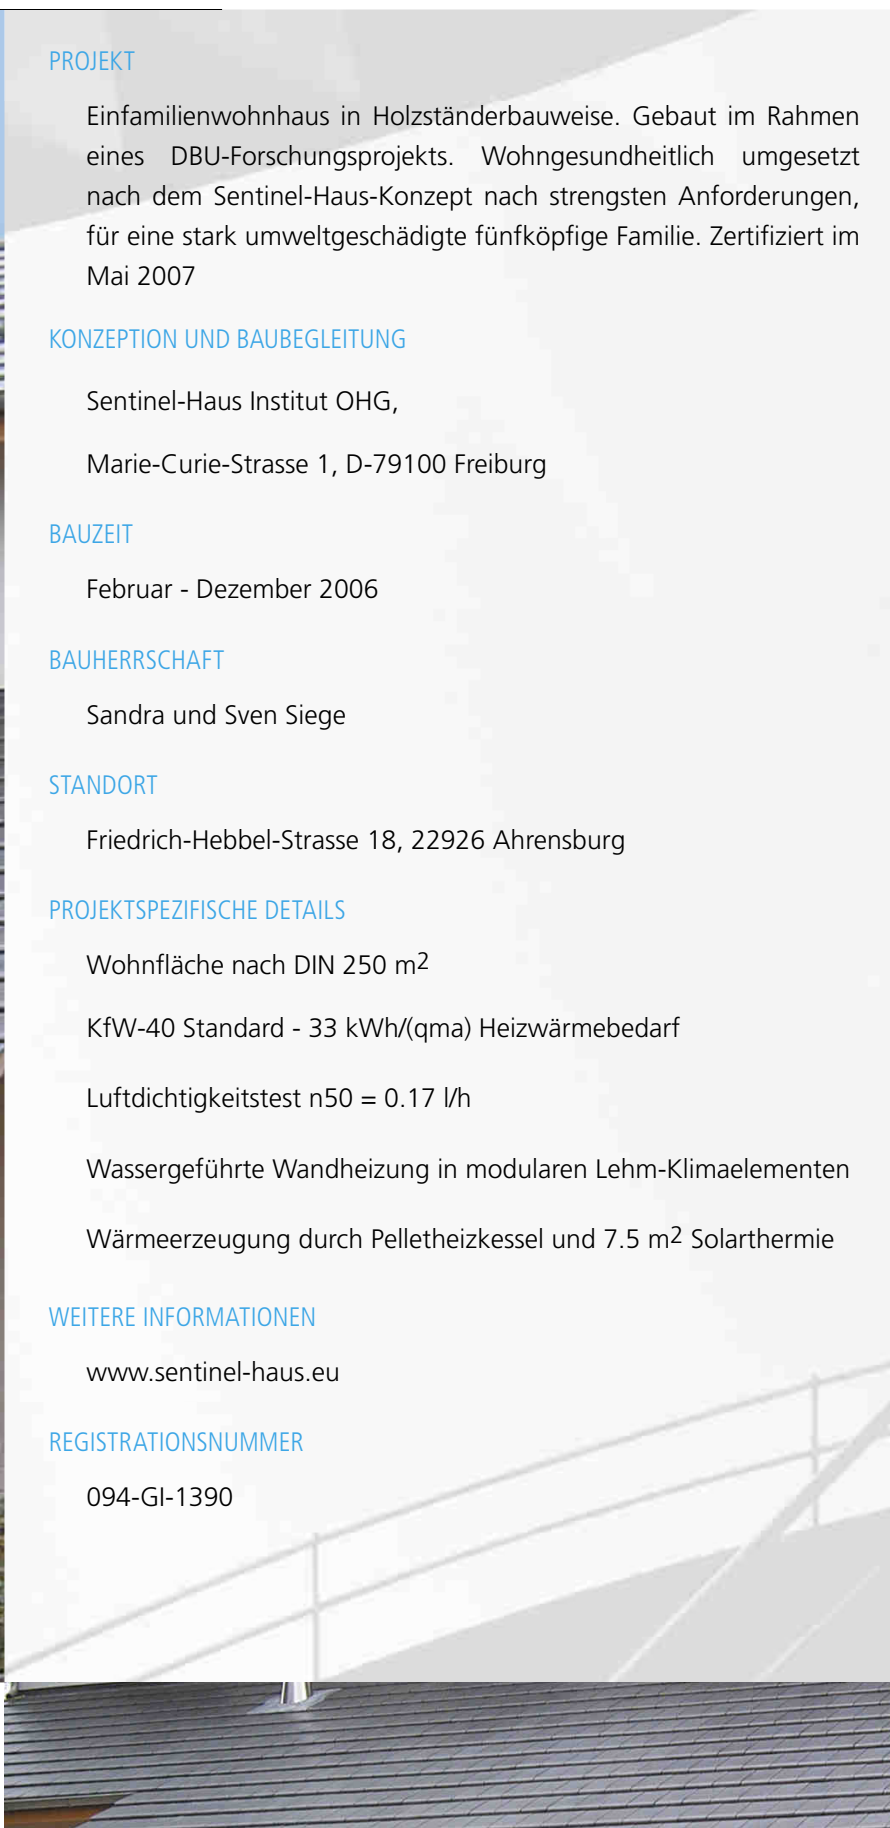 PROJEKT
Einfamilienwohnhaus in Holzständerbauweise. Gebaut im Rahmen
eines DBU-Forschungsprojekts. Wohngesundheitlich umgesetzt
nach dem Sentinel-Haus-Konzept nach strengsten Anforderungen,
für eine stark umweltgeschädigte fünfköpfige Familie. Zertifiziert im
Mai 2007
KONZEPTION UND BAUBEGLEITUNG
Sentinel-Haus Institut OHG,
Marie-Curie-Strasse 1, D-79100 Freiburg
BAUZEIT
Februar - Dezember 2006
BAUHERRSCHAFT
Sandra und Sven Siege
STANDORT
Friedrich-Hebbel-Strasse 18, 22926 Ahrensburg
PROJEKTSPEZIFISCHE DETAILS
Wohnfläche nach DIN 250 m2
KfW-40 Standard - 33 kWh/(qma) Heizwärmebedarf
Luftdichtigkeitstest n50 = 0.17 l/h
Wassergeführte Wandheizung in modularen Lehm-Klimaelementen
Wärmeerzeugung durch Pelletheizkessel und 7.5 m2 Solarthermie
WEITERE INFORMATIONEN
www.sentinel-haus.eu
REGISTRATIONSNUMMER
094-GI-1390